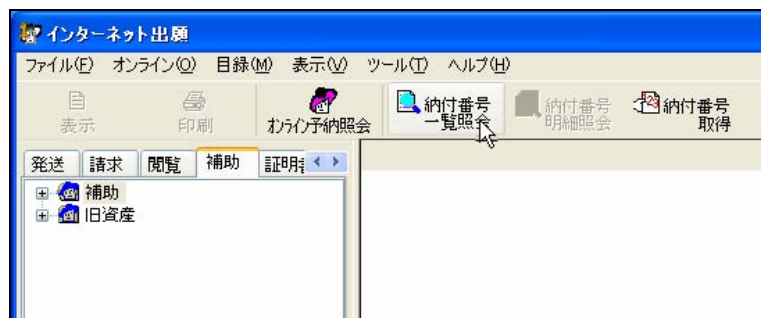 インターネット出願
ファイル(F) オンライン(O) 目録(M) 表示(V) ツール(T) ヘルプ(H)
表示 印刷 オンライン予納照会 納付番号一覧照会 納付番号明細照会 納付番号取得
発送 請求 閲覧 補助 証明
補助
旧資産